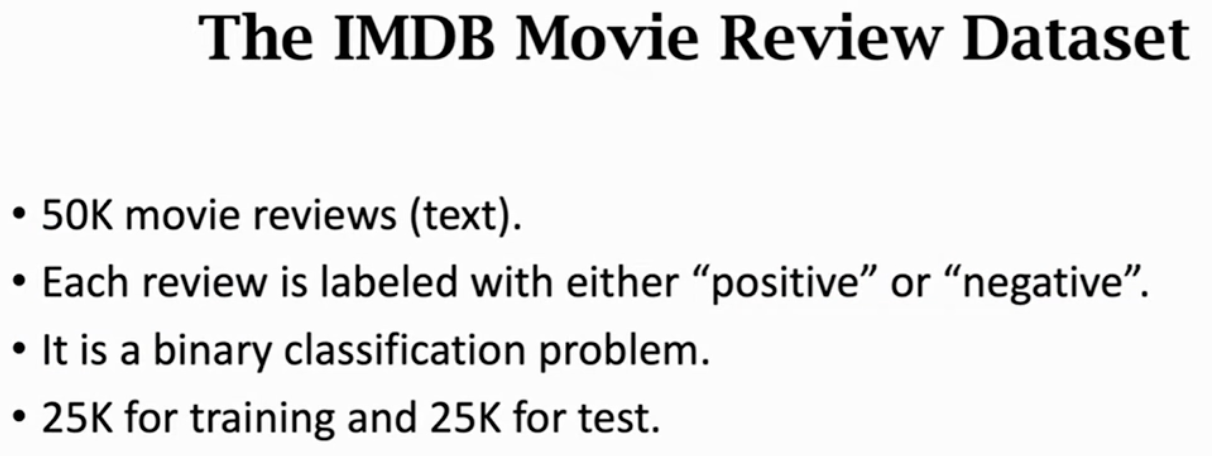 The IMDB Movie Review Dataset
• 50K movie reviews (text).
• Each review is labeled with either “positive” or “negative”.
• It is a binary classification problem.
• 25K for training and 25K for test.